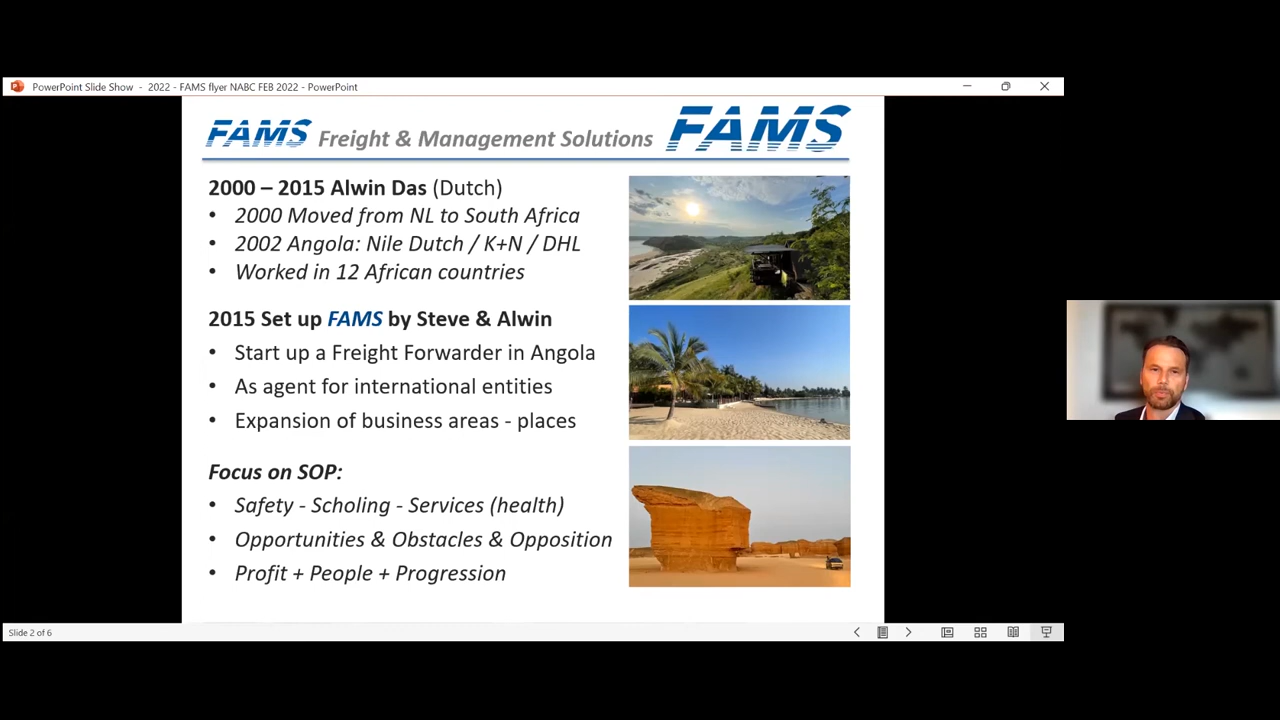 PowerPoint Slide Show - 2022 - FAMS flyer NABC FEB 2022 - PowerPoint
FAMS Freight & Management Solutions FAMS
2000 – 2015 Alwin Das (Dutch)
• 2000 Moved from NL to South Africa
• 2002 Angola: Nile Dutch / K+N / DHL
• Worked in 12 African countries
2015 Set up FAMS by Steve & Alwin
• Start up a Freight Forwarder in Angola
• As agent for international entities
• Expansion of business areas - places
Focus on SOP:
• Safety - Scholing - Services (health)
• Opportunities & Obstacles & Opposition
• Profit + People + Progression
Slide 2 of 6